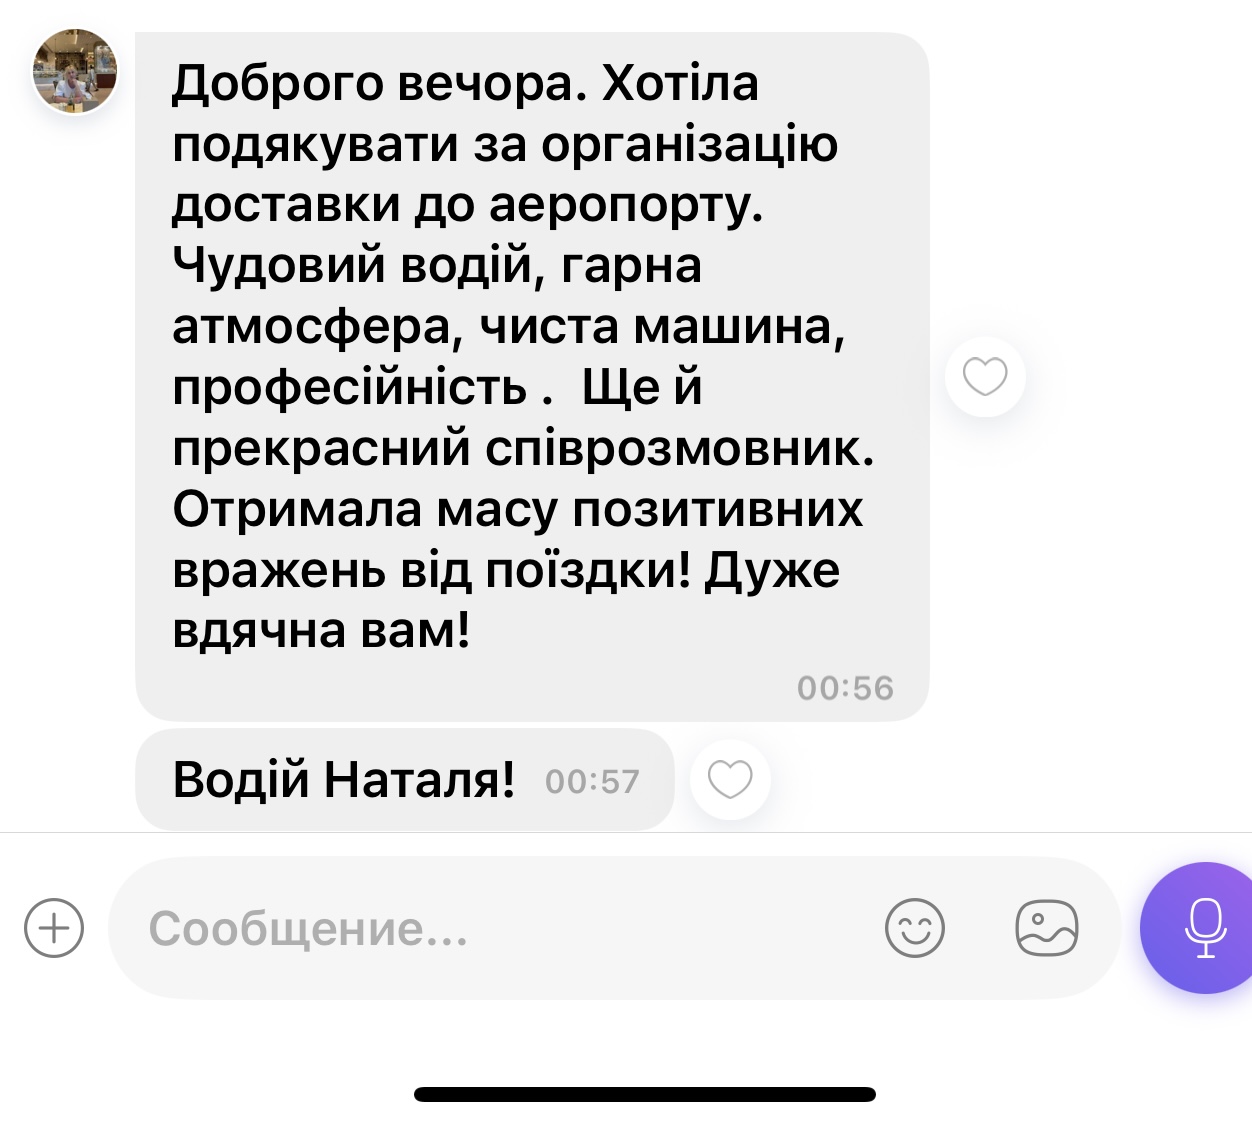 Доброго вечора. Хотіла
подякувати за організацію
доставки до аеропорту.
Чудовий водій, гарна
атмосфера, чиста машина,
професійність .  Ще й
прекрасний співрозмовник.
Отримала масу позитивних
вражень від поїздки! Дуже
вдячна вам!
00:56
Водій Наталя! 00:57
Сообщение...